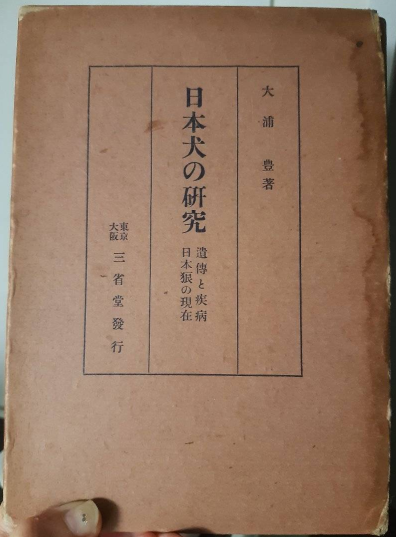 大浦豊著
日本犬の研究
遺傳と疾病
日本狼の現在
東京
大阪
三省堂發行